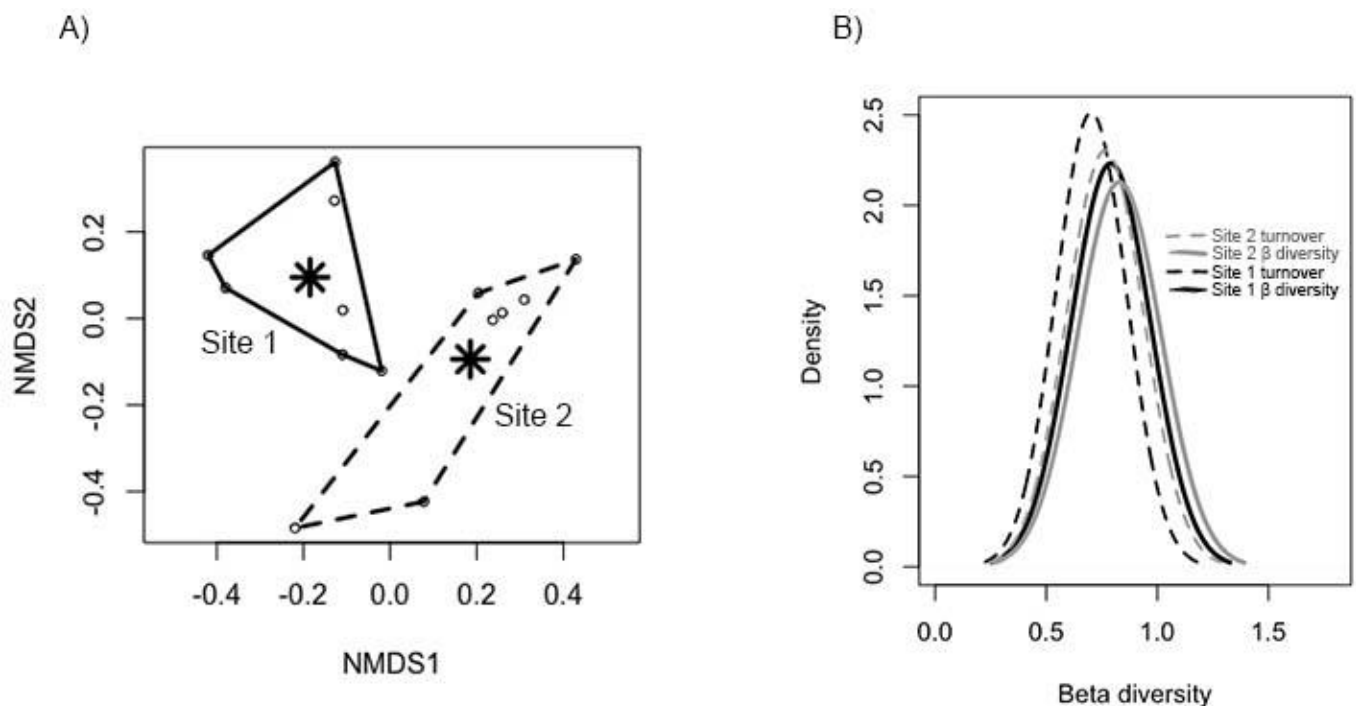 A)
0.2
0.0
-0.2
-0.4
NMDS2
Site 1
Site 2
-0.4 -0.2 0.0 0.2 0.4
NMDS1
B)
2.5
2.0
1.5
1.0
0.5
0.0
Density
Site 2 turnover
Site 2 β diversity
Site 1 turnover
Site 1 β diversity
0.0 0.5 1.0 1.5
Beta diversity